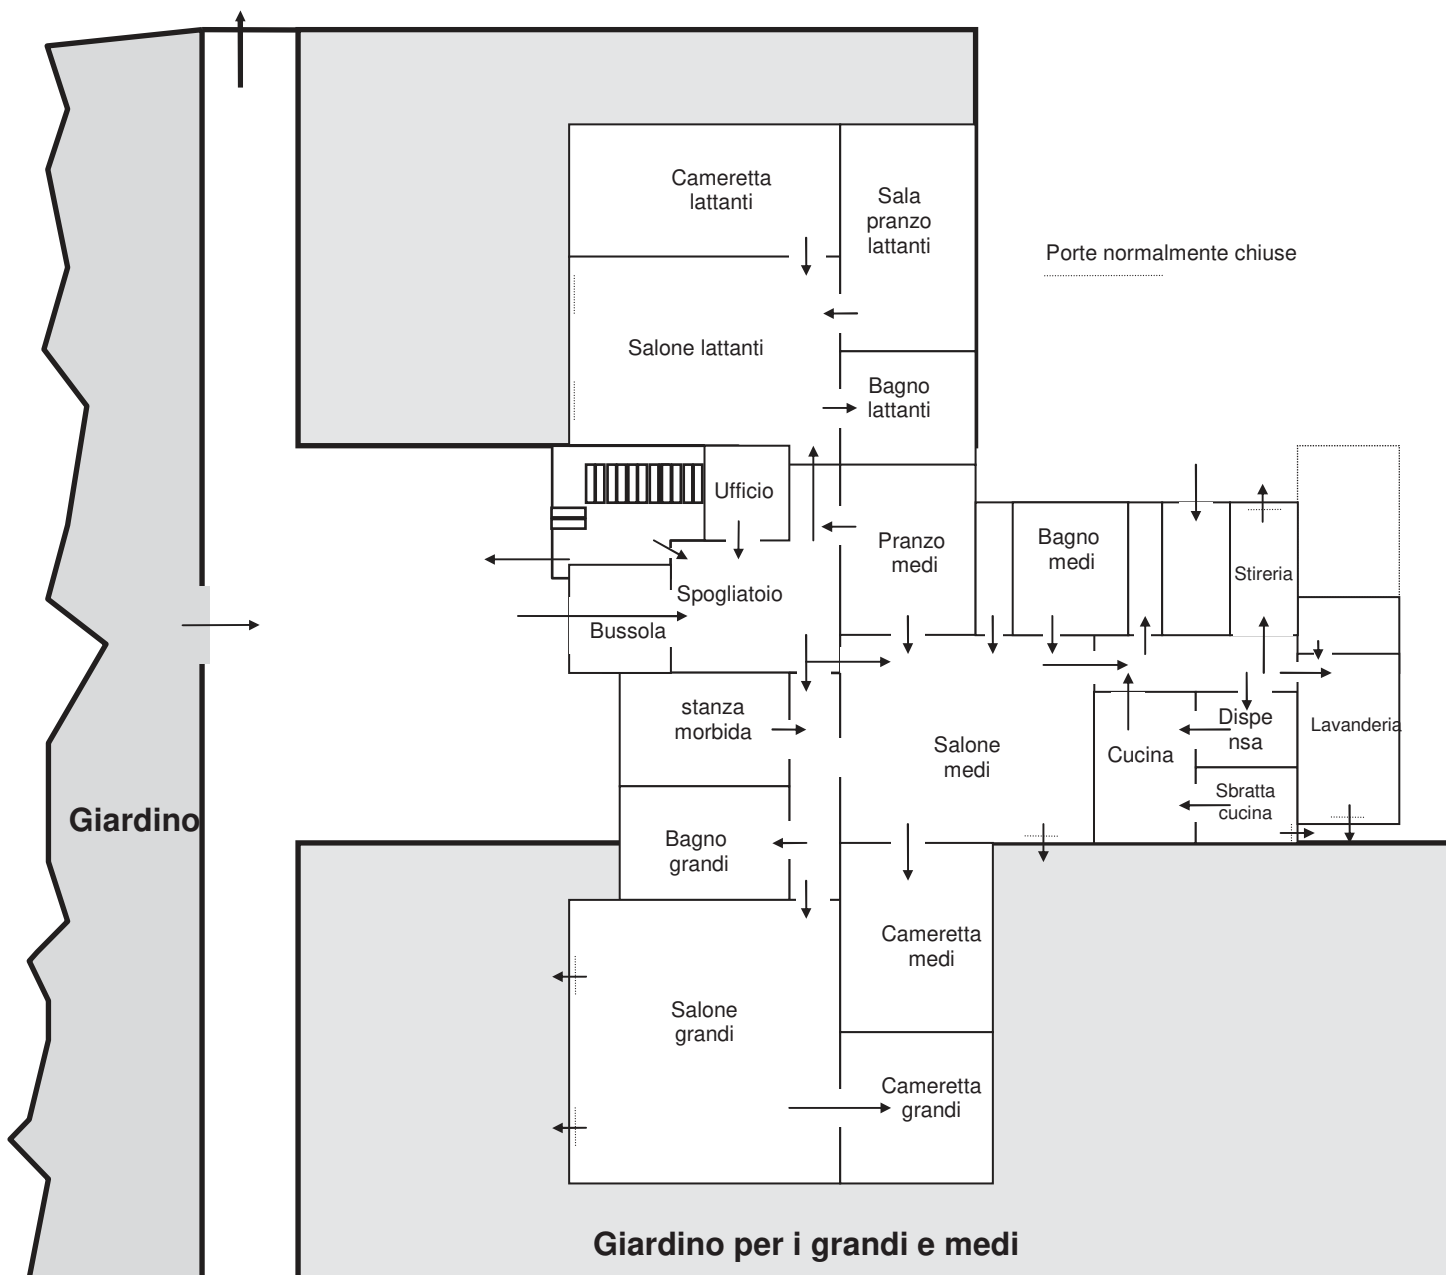 Cameretta
lattanti
Sala
pranzo
lattanti
Porte normalmente chiuse
Salone lattanti
Bagno
lattanti
Ufficio
Pranzo
medi
Bagno
medi
Stireria
Spogliatoio
Bussola
stanza
morbida
Salone
medi
Cucina
Dispe
nsa
Lavanderia
Sbratta
cucina
Giardino
Bagno
grandi
Cameretta
medi
Salone
grandi
Cameretta
grandi
Giardino per i grandi e medi